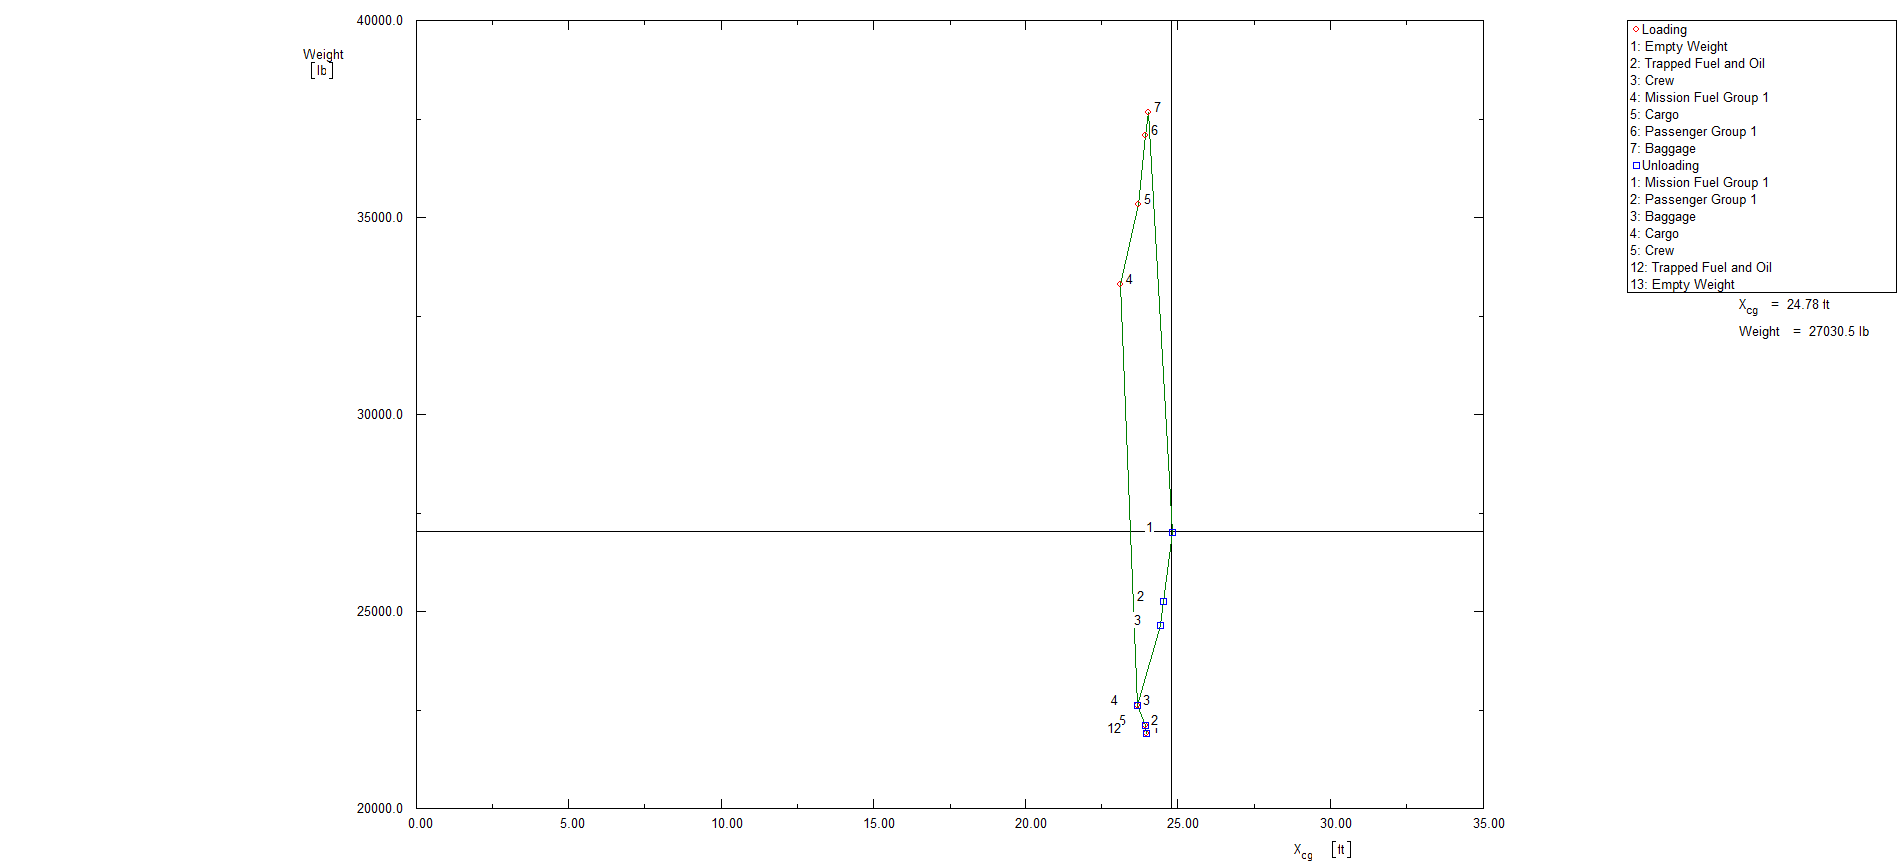 40000.0
Weight
[lb]
35000.0
30000.0
25000.0
20000.0
0.00 5.00 10.00 15.00 20.00 25.00 30.00 35.00
Xcg [ft]
7
6
5
4
1
2
3
4 3
5 2
12
Loading
1: Empty Weight
2: Trapped Fuel and Oil
3: Crew
4: Mission Fuel Group 1
5: Cargo
6: Passenger Group 1
7: Baggage
Unloading
1: Mission Fuel Group 1
2: Passenger Group 1
3: Baggage
4: Cargo
5: Crew
12: Trapped Fuel and Oil
13: Empty Weight
Xcg = 24.78 ft
Weight = 27030.5 lb